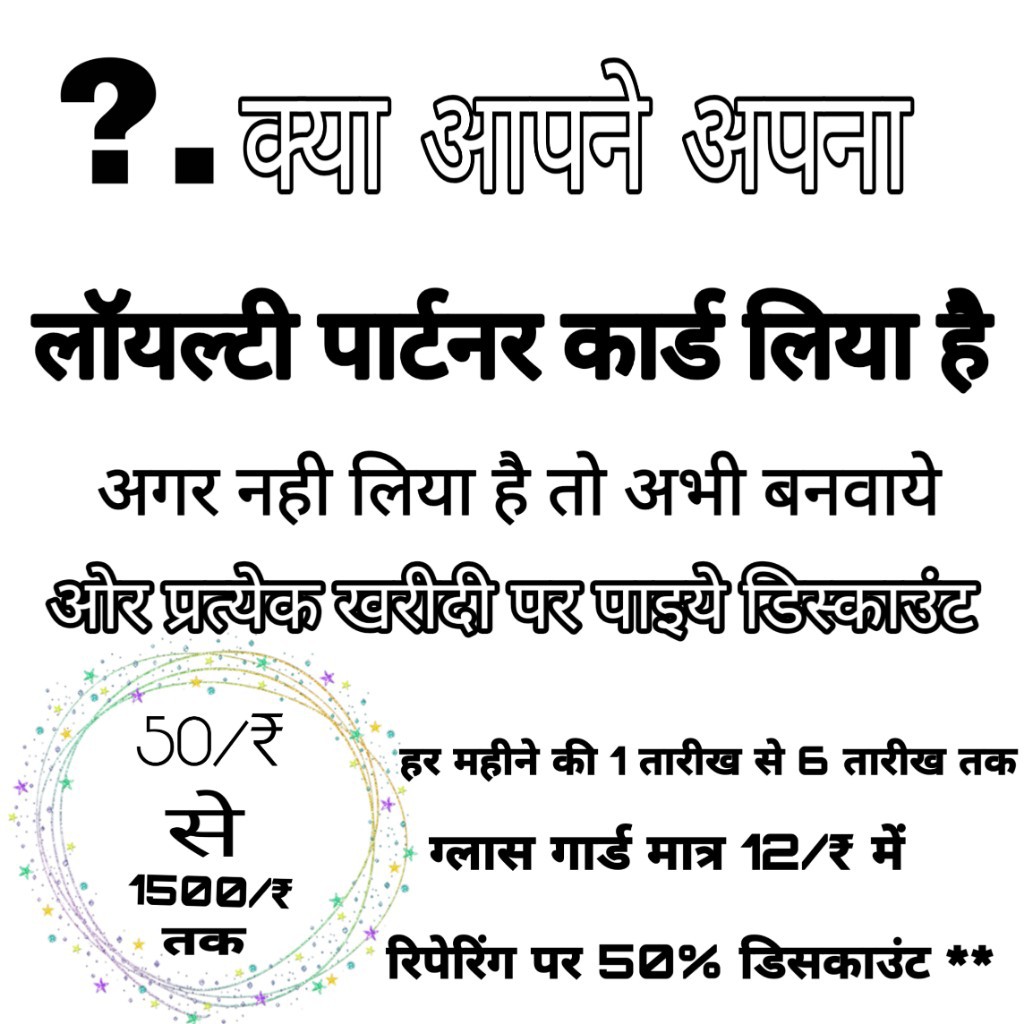 ?. क्या आपने अपना
लॉयल्टी पार्टनर कार्ड लिया है
अगर नही लिया है तो अभी बनवाये
ओर प्रत्येक खरीदी पर पाइये डिस्काउंट
50/₹
से
1500/₹
तक
हर महीने की 1 तारीख से 6 तारीख तक
ग्लास गार्ड मात्र 12/₹ में
रिपेरिंग पर 50% डिसकाउंट **